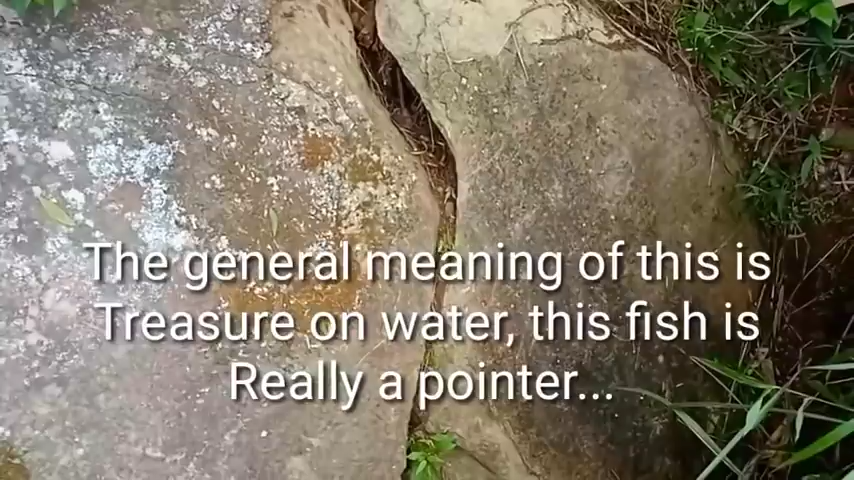 The general meaning of this is
Treasure on water, this fish is
Really a pointer...